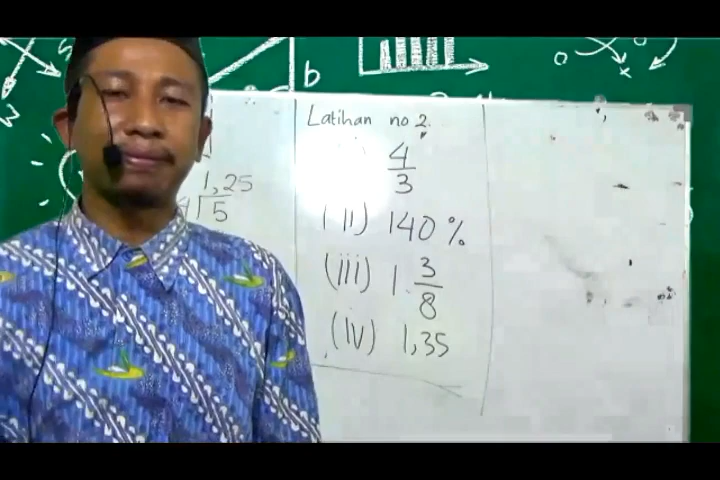 b
Latihan no 2.
1,25
4/3
5
(ii) 140 %
(iii) 1 3/8
(iv) 1,35